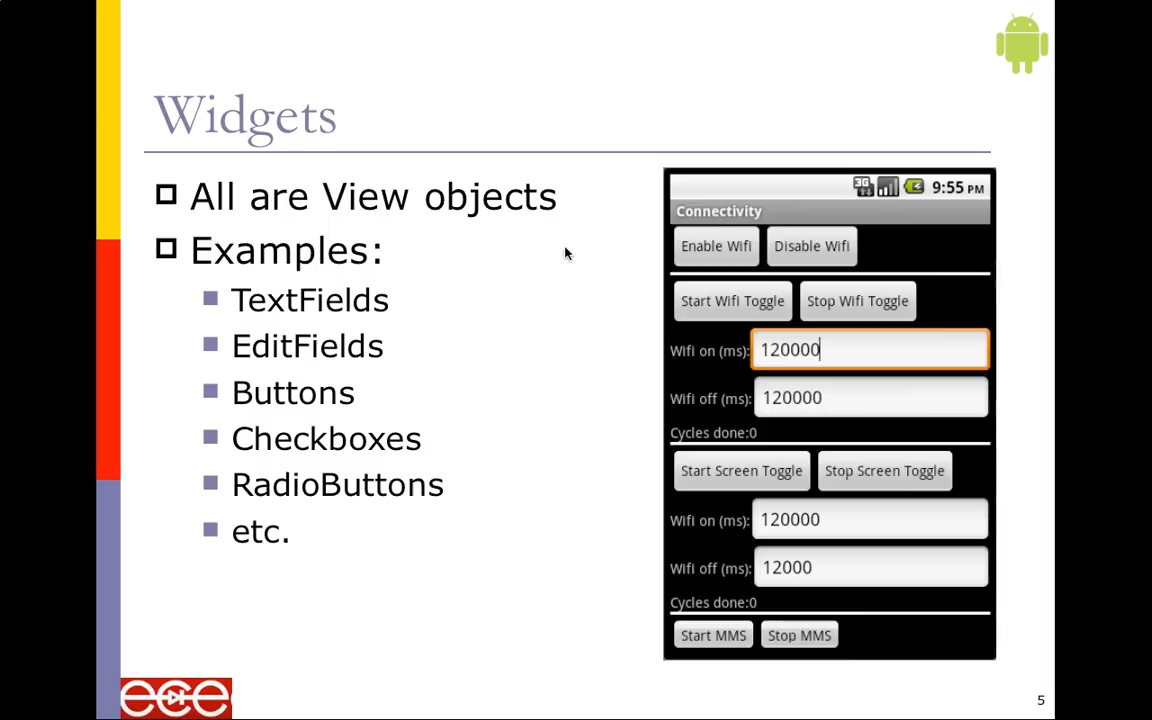 Widgets
All are View objects
Examples:
TextFields
EditFields
Buttons
Checkboxes
RadioButtons
etc.
3G 9:55 PM
Connectivity
Enable Wifi Disable Wifi
Start Wifi Toggle Stop Wifi Toggle
Wifi on (ms): 120000
Wifi off (ms): 120000
Cycles done:0
Start Screen Toggle Stop Screen Toggle
Wifi on (ms): 120000
Wifi off (ms): 12000
Cycles done:0
Start MMS Stop MMS
ece
5